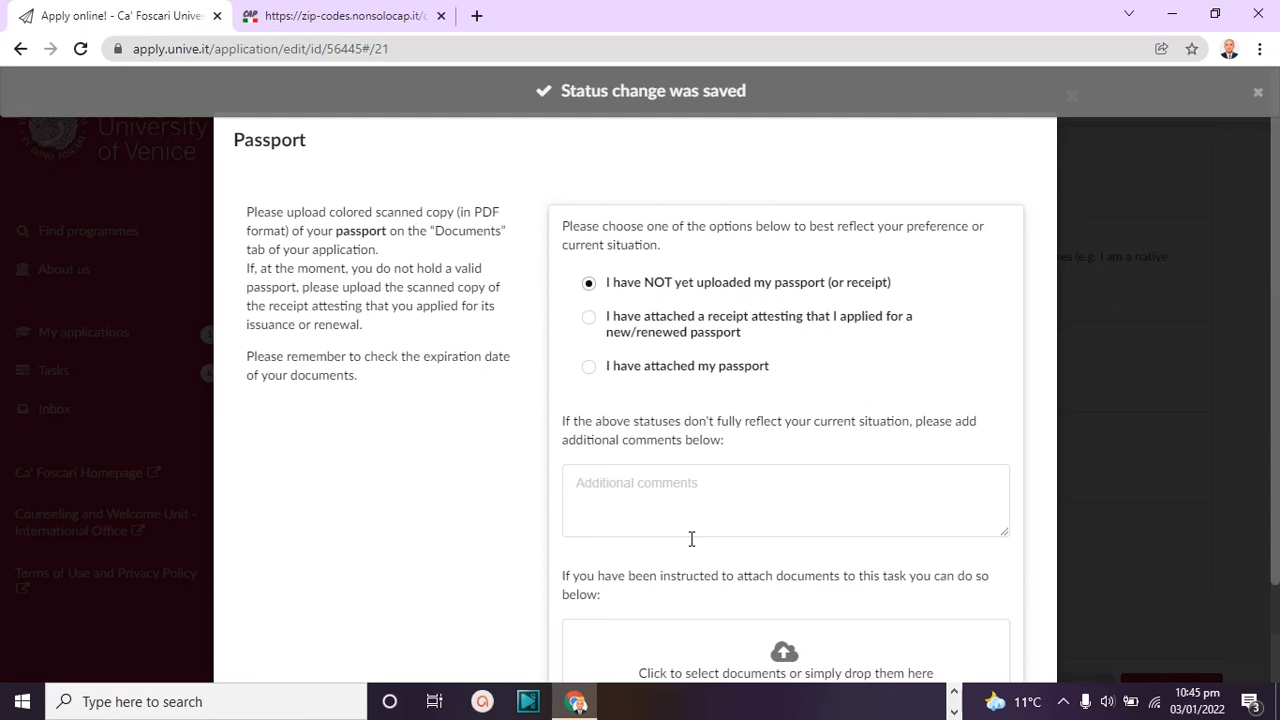 Apply online! - Ca' Foscari Univer
https://zip-codes.nonsolocap.it/c
apply.unive.it/application/edit/id/56445#/21
Status change was saved
University
of Venice
Find programmes
About us
My applications
Tasks
Inbox
Ca' Foscari Homepage
Counseling and Welcome Unit -
International Office
Terms of Use and Privacy Policy
Passport
Please upload colored scanned copy (in PDF
format) of your passport on the “Documents”
tab of your application.
If, at the moment, you do not hold a valid
passport, please upload the scanned copy of
the receipt attesting that you applied for its
issuance or renewal.
Please remember to check the expiration date
of your documents.
Please choose one of the options below to best reflect your preference or
current situation.
I have NOT yet uploaded my passport (or receipt)
I have attached a receipt attesting that I applied for a
new/renewed passport
I have attached my passport
If the above statuses don't fully reflect your current situation, please add
additional comments below:
Additional comments
If you have been instructed to attach documents to this task you can do so
below:
Click to select documents or simply drop them here
es (e.g. I am a native
Type here to search
11°C
10:45 pm
03/01/2022
3